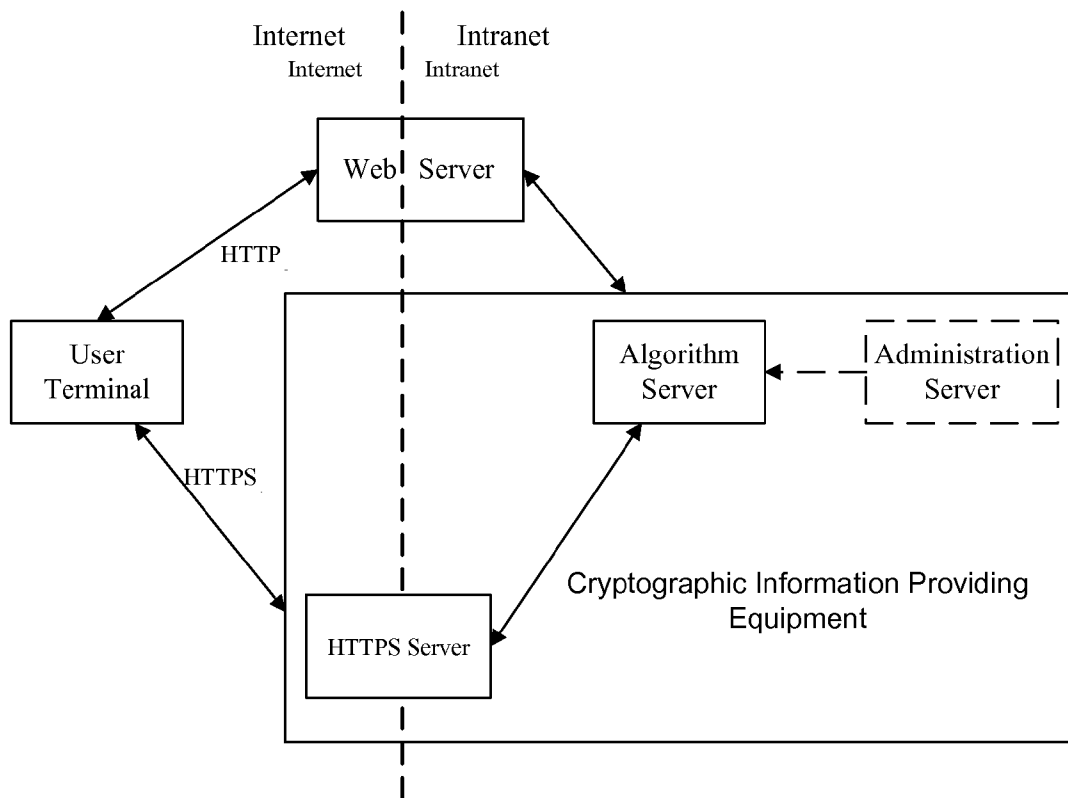 Internet Intranet
Internet Intranet
Web Server
HTTP
User
Terminal
Algorithm
Server
Administration
Server
HTTPS
Cryptographic Information Providing
Equipment
HTTPS Server